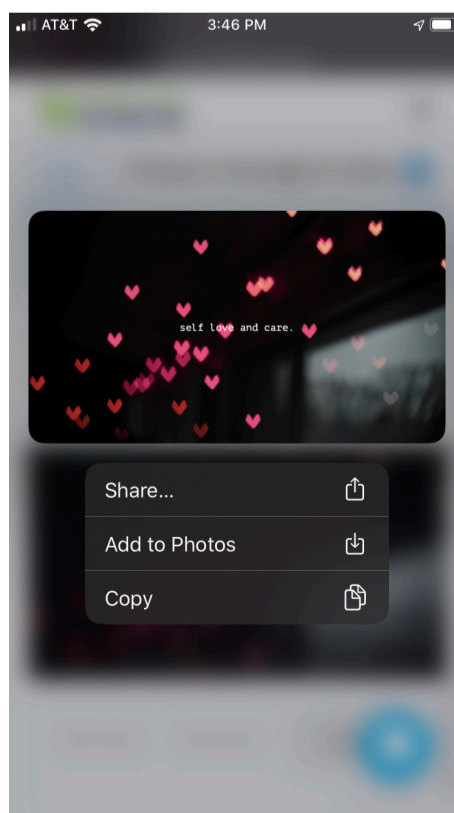 AT&T 3:46 PM
self love and care.
Share...
Add to Photos
Copy